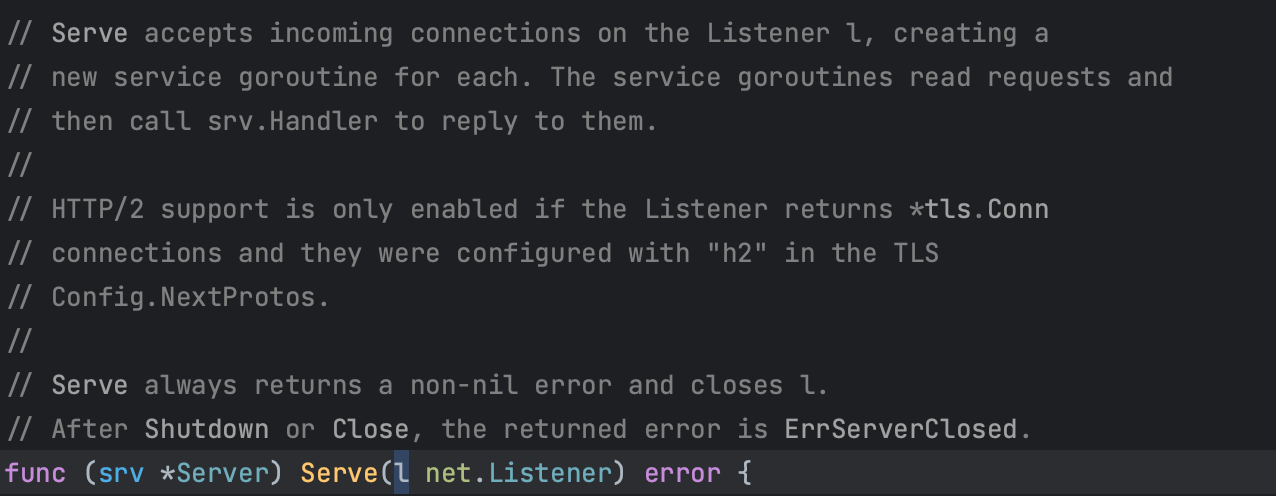 // Serve accepts incoming connections on the Listener l, creating a
// new service goroutine for each. The service goroutines read requests and
// then call srv.Handler to reply to them.
//
// HTTP/2 support is only enabled if the Listener returns *tls.Conn
// connections and they were configured with "h2" in the TLS
// Config.NextProtos.
//
// Serve always returns a non-nil error and closes l.
// After Shutdown or Close, the returned error is ErrServerClosed.
func (srv *Server) Serve(l net.Listener) error {